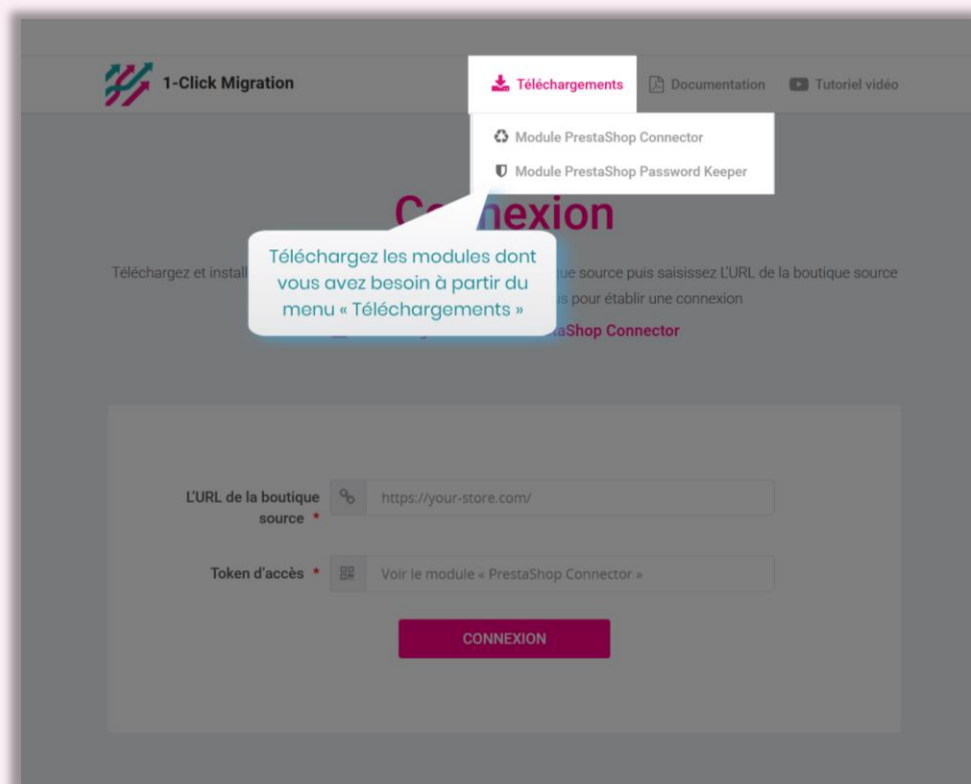 1-Click Migration
Téléchargements
Documentation
Tutoriel vidéo
Module PrestaShop Connector
Module PrestaShop Password Keeper
nexion
Téléchargez les modules dont
vous avez besoin à partir du
menu « Téléchargements »
Téléchargez et install
source puis saisissez L'URL de la boutique source
pour établir une connexion
Shop Connector
L'URL de la boutique
source *
https://your-store.com/
Token d'accès *
Voir le module « PrestaShop Connector »
CONNEXION